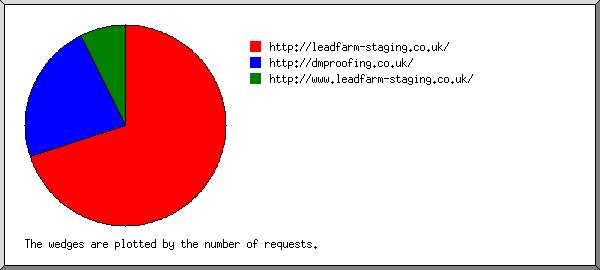 http://leadfarm-staging.co.uk/
http://dmproofing.co.uk/
http://www.leadfarm-staging.co.uk/
The wedges are plotted by the number of requests.